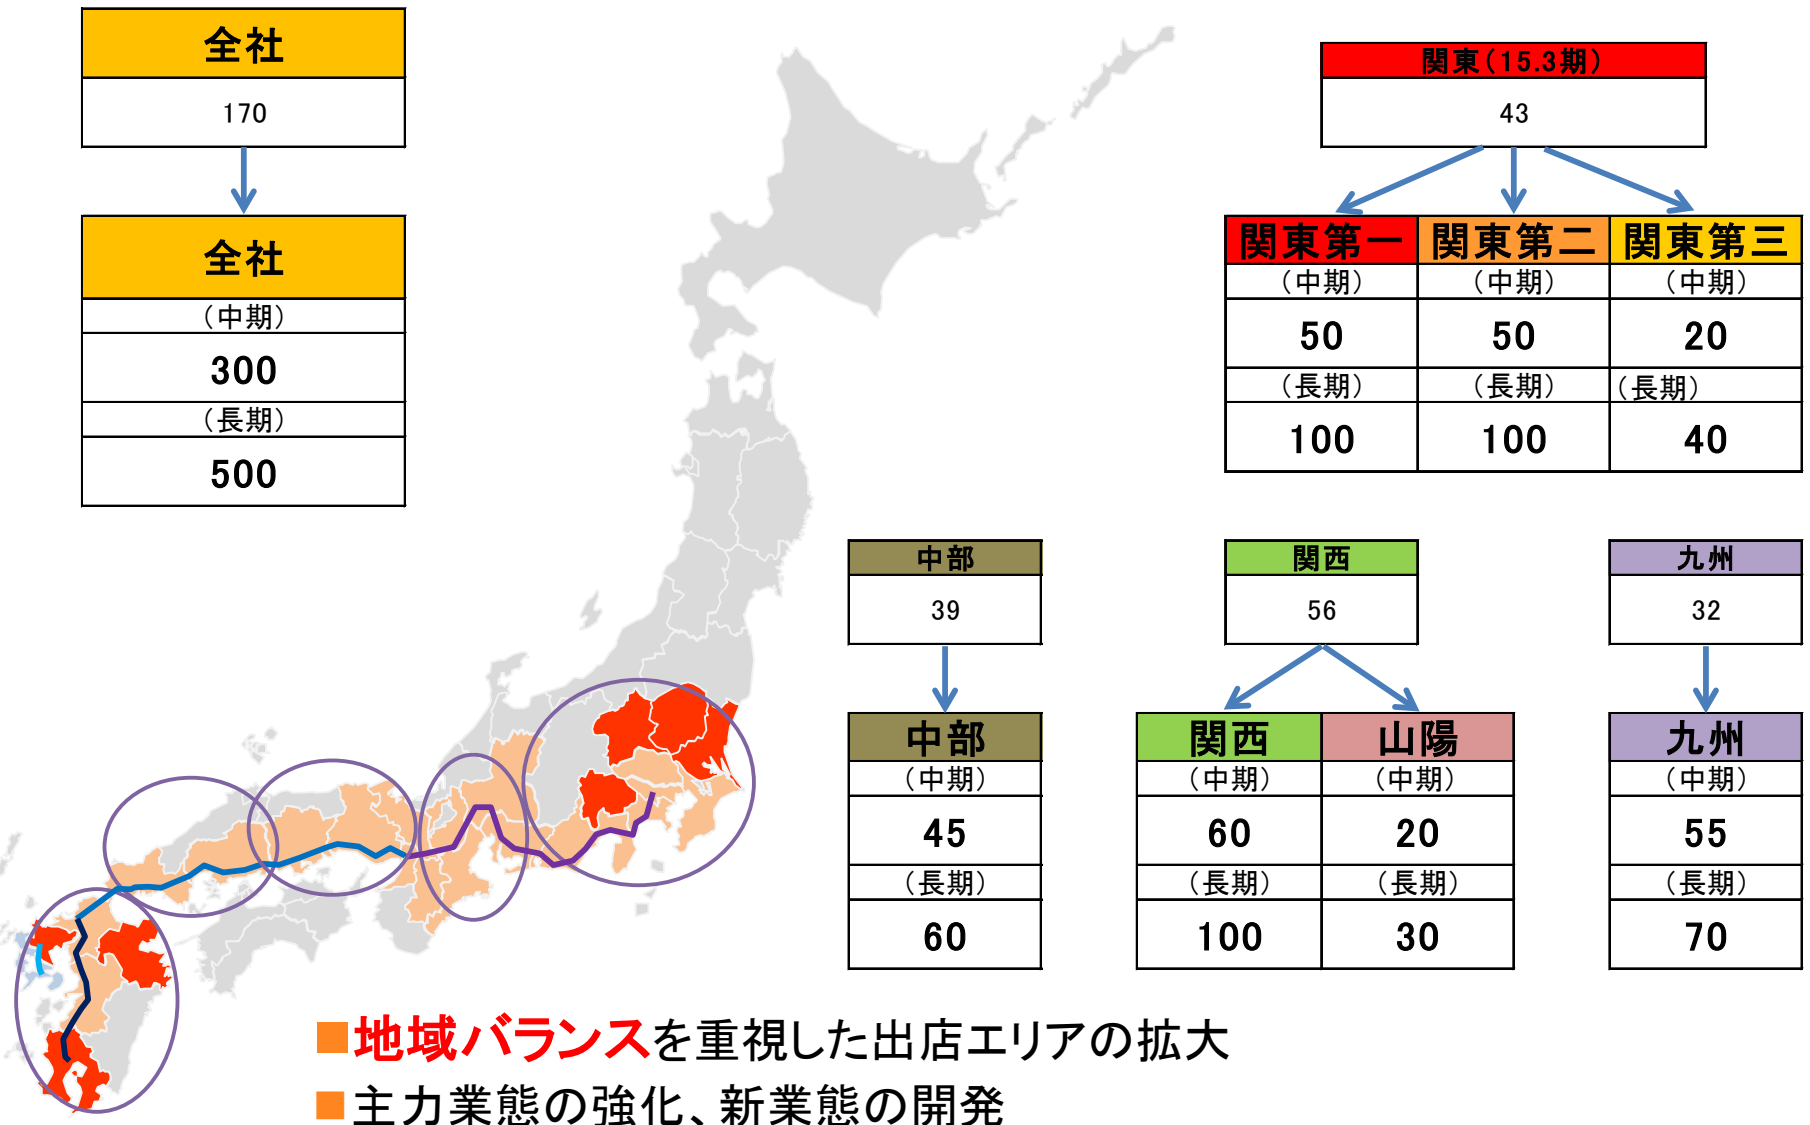 全社
170
全社
（中期）
300
（長期）
500
関東（15.3期）
43
関東第一 関東第二 関東第三
（中期） （中期） （中期）
50 50 20
（長期） （長期） （長期）
100 100 40
中部 関西 九州
39 56 32
中部 関西 山陽 九州
（中期） （中期） （中期） （中期）
45 60 20 55
（長期） （長期） （長期） （長期）
60 100 30 70
■地域バランスを重視した出店エリアの拡大
■主力業態の強化、新業態の開発